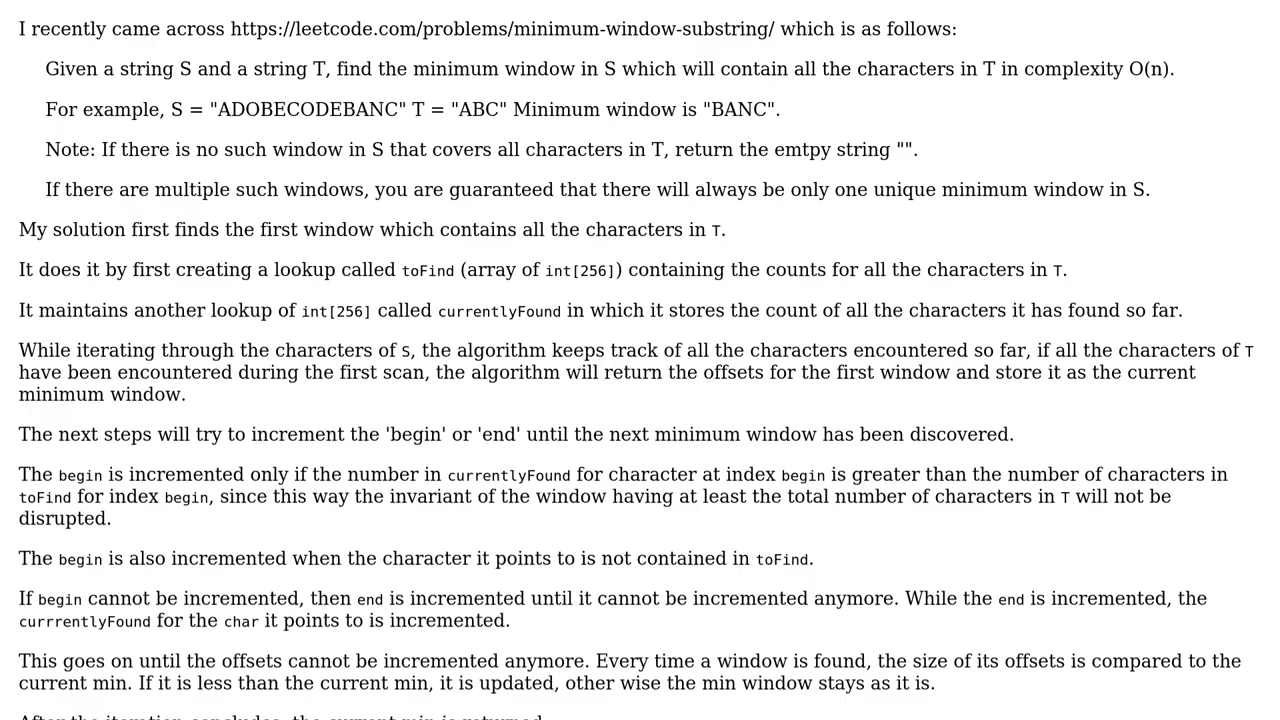 I recently came across https://leetcode.com/problems/minimum-window-substring/ which is as follows:
Given a string S and a string T, find the minimum window in S which will contain all the characters in T in complexity O(n).
For example, S = "ADOBECODEBANC" T = "ABC" Minimum window is "BANC".
Note: If there is no such window in S that covers all characters in T, return the emtpy string "".
If there are multiple such windows, you are guaranteed that there will always be only one unique minimum window in S.
My solution first finds the first window which contains all the characters in T.
It does it by first creating a lookup called toFind (array of int[256]) containing the counts for all the characters in T.
It maintains another lookup of int[256] called currentlyFound in which it stores the count of all the characters it has found so far.
While iterating through the characters of S, the algorithm keeps track of all the characters encountered so far, if all the characters of T
have been encountered during the first scan, the algorithm will return the offsets for the first window and store it as the current
minimum window.
The next steps will try to increment the 'begin' or 'end' until the next minimum window has been discovered.
The begin is incremented only if the number in currentlyFound for character at index begin is greater than the number of characters in
toFind for index begin, since this way the invariant of the window having at least the total number of characters in T will not be
disrupted.
The begin is also incremented when the character it points to is not contained in toFind.
If begin cannot be incremented, then end is incremented until it cannot be incremented anymore. While the end is incremented, the
currrentlyFound for the char it points to is incremented.
This goes on until the offsets cannot be incremented anymore. Every time a window is found, the size of its offsets is compared to the
current min. If it is less than the current min, it is updated, other wise the min window stays as it is.
After the iteration concludes, the current min is returned.